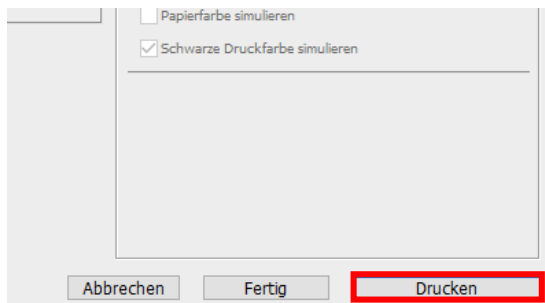 Papierfarbe simulieren
Schwarze Druckfarbe simulieren
Abbrechen Fertig Drucken